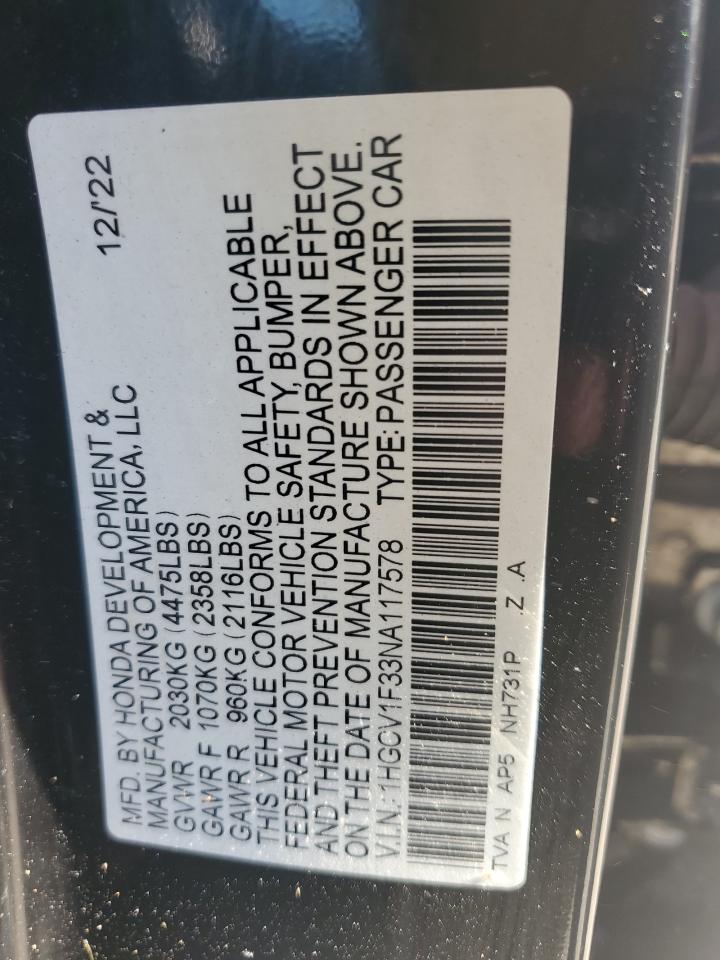 MFD. BY HONDA DEVELOPMENT &
MANUFACTURING OF AMERICA, LLC 12/'22
GVWR 2030KG (4475LBS)
GAWR F 1070KG (2358LBS)
GAWR R 960KG (2116LBS)
THIS VEHICLE CONFORMS TO ALL APPLICABLE
FEDERAL MOTOR VEHICLE SAFETY, BUMPER,
AND THEFT PREVENTION STANDARDS IN EFFECT
ON THE DATE OF MANUFACTURE SHOWN ABOVE.
V.I.N.: 1HGCV1F33NA117578 TYPE: PASSENGER CAR
TVA N AP5 NH731P .Z .A